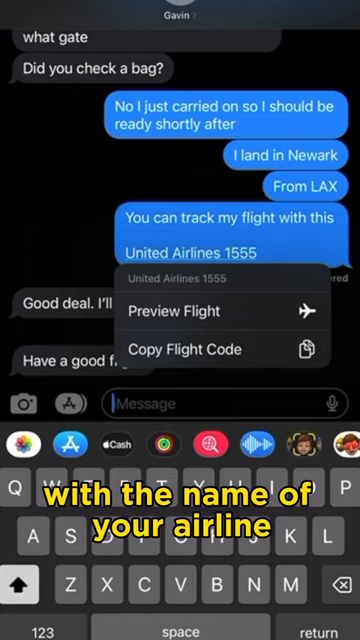 Gavin >
what gate
Did you check a bag?
No I just carried on so I should be
ready shortly after
I land in Newark
From LAX
You can track my flight with this
United Airlines 1555
United Airlines 1555
Preview Flight
Copy Flight Code
Good deal. I'll
Have a good
Message
Cash
Q W E R T Y U I O P
with the name of
your airline
A S D F G H J K L
Z X C V B N M
123 space return